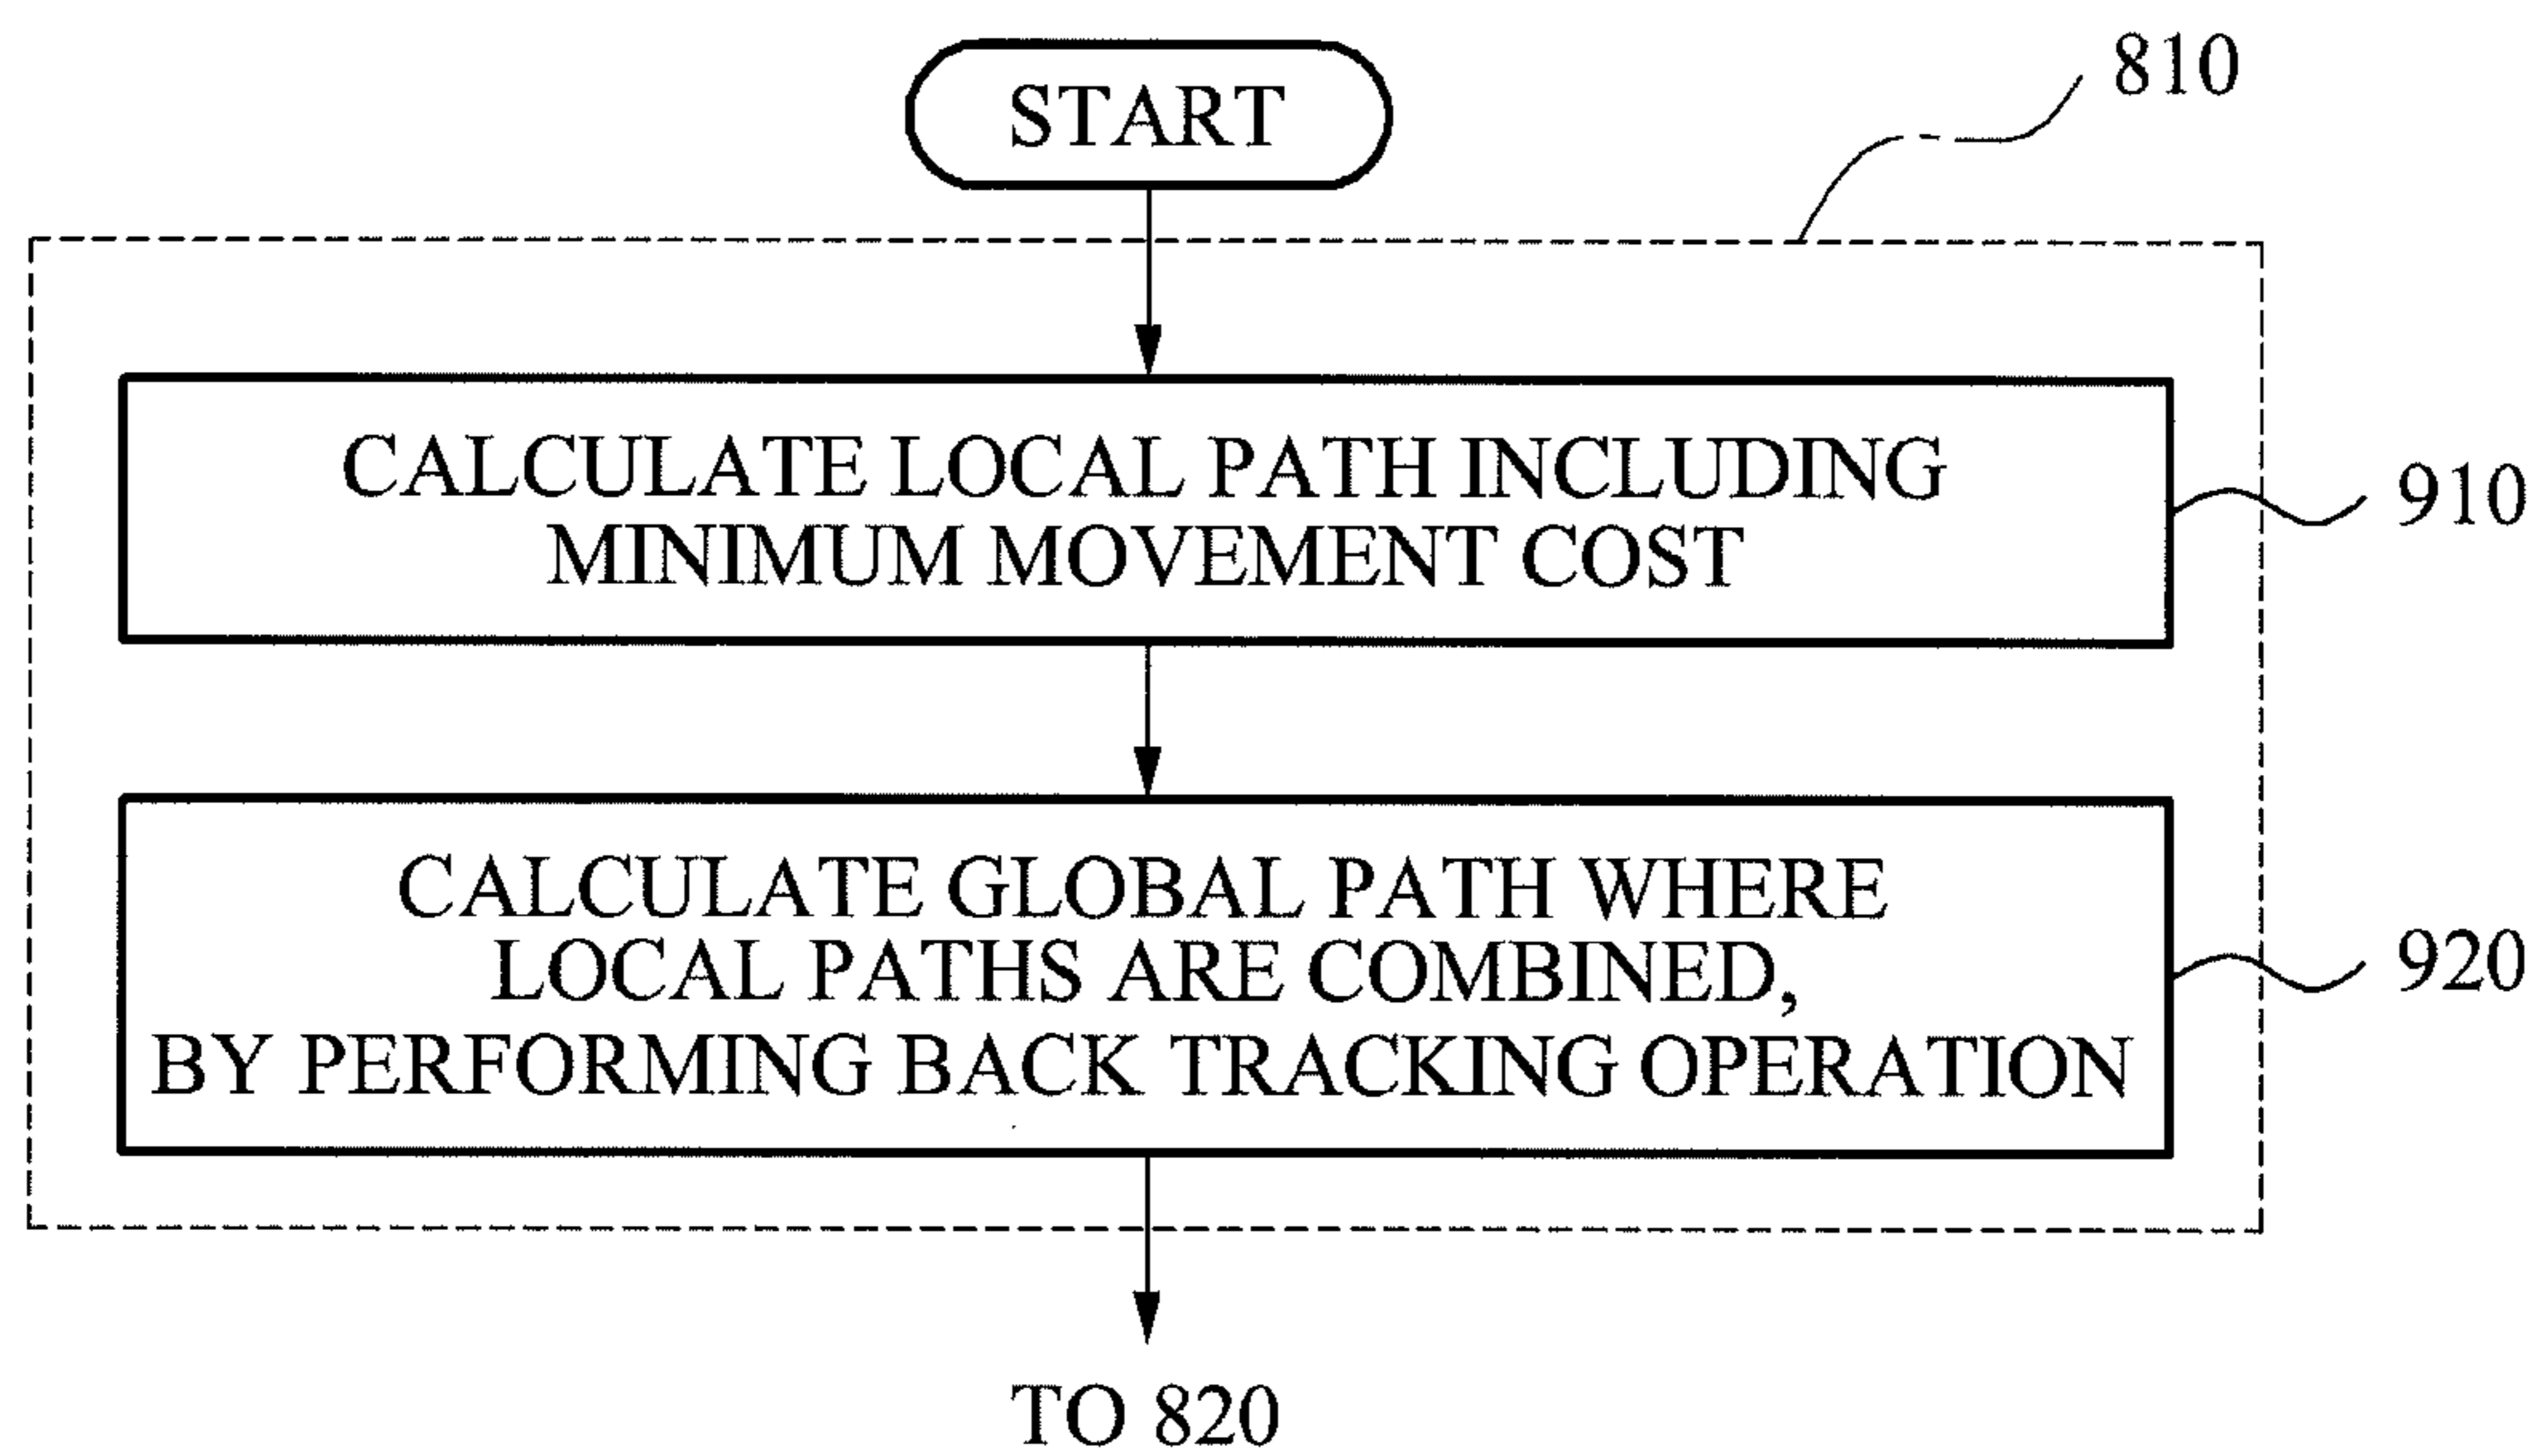 START
810
CALCULATE LOCAL PATH INCLUDING
MINIMUM MOVEMENT COST
910
CALCULATE GLOBAL PATH WHERE
LOCAL PATHS ARE COMBINED,
BY PERFORMING BACK TRACKING OPERATION
920
TO 820